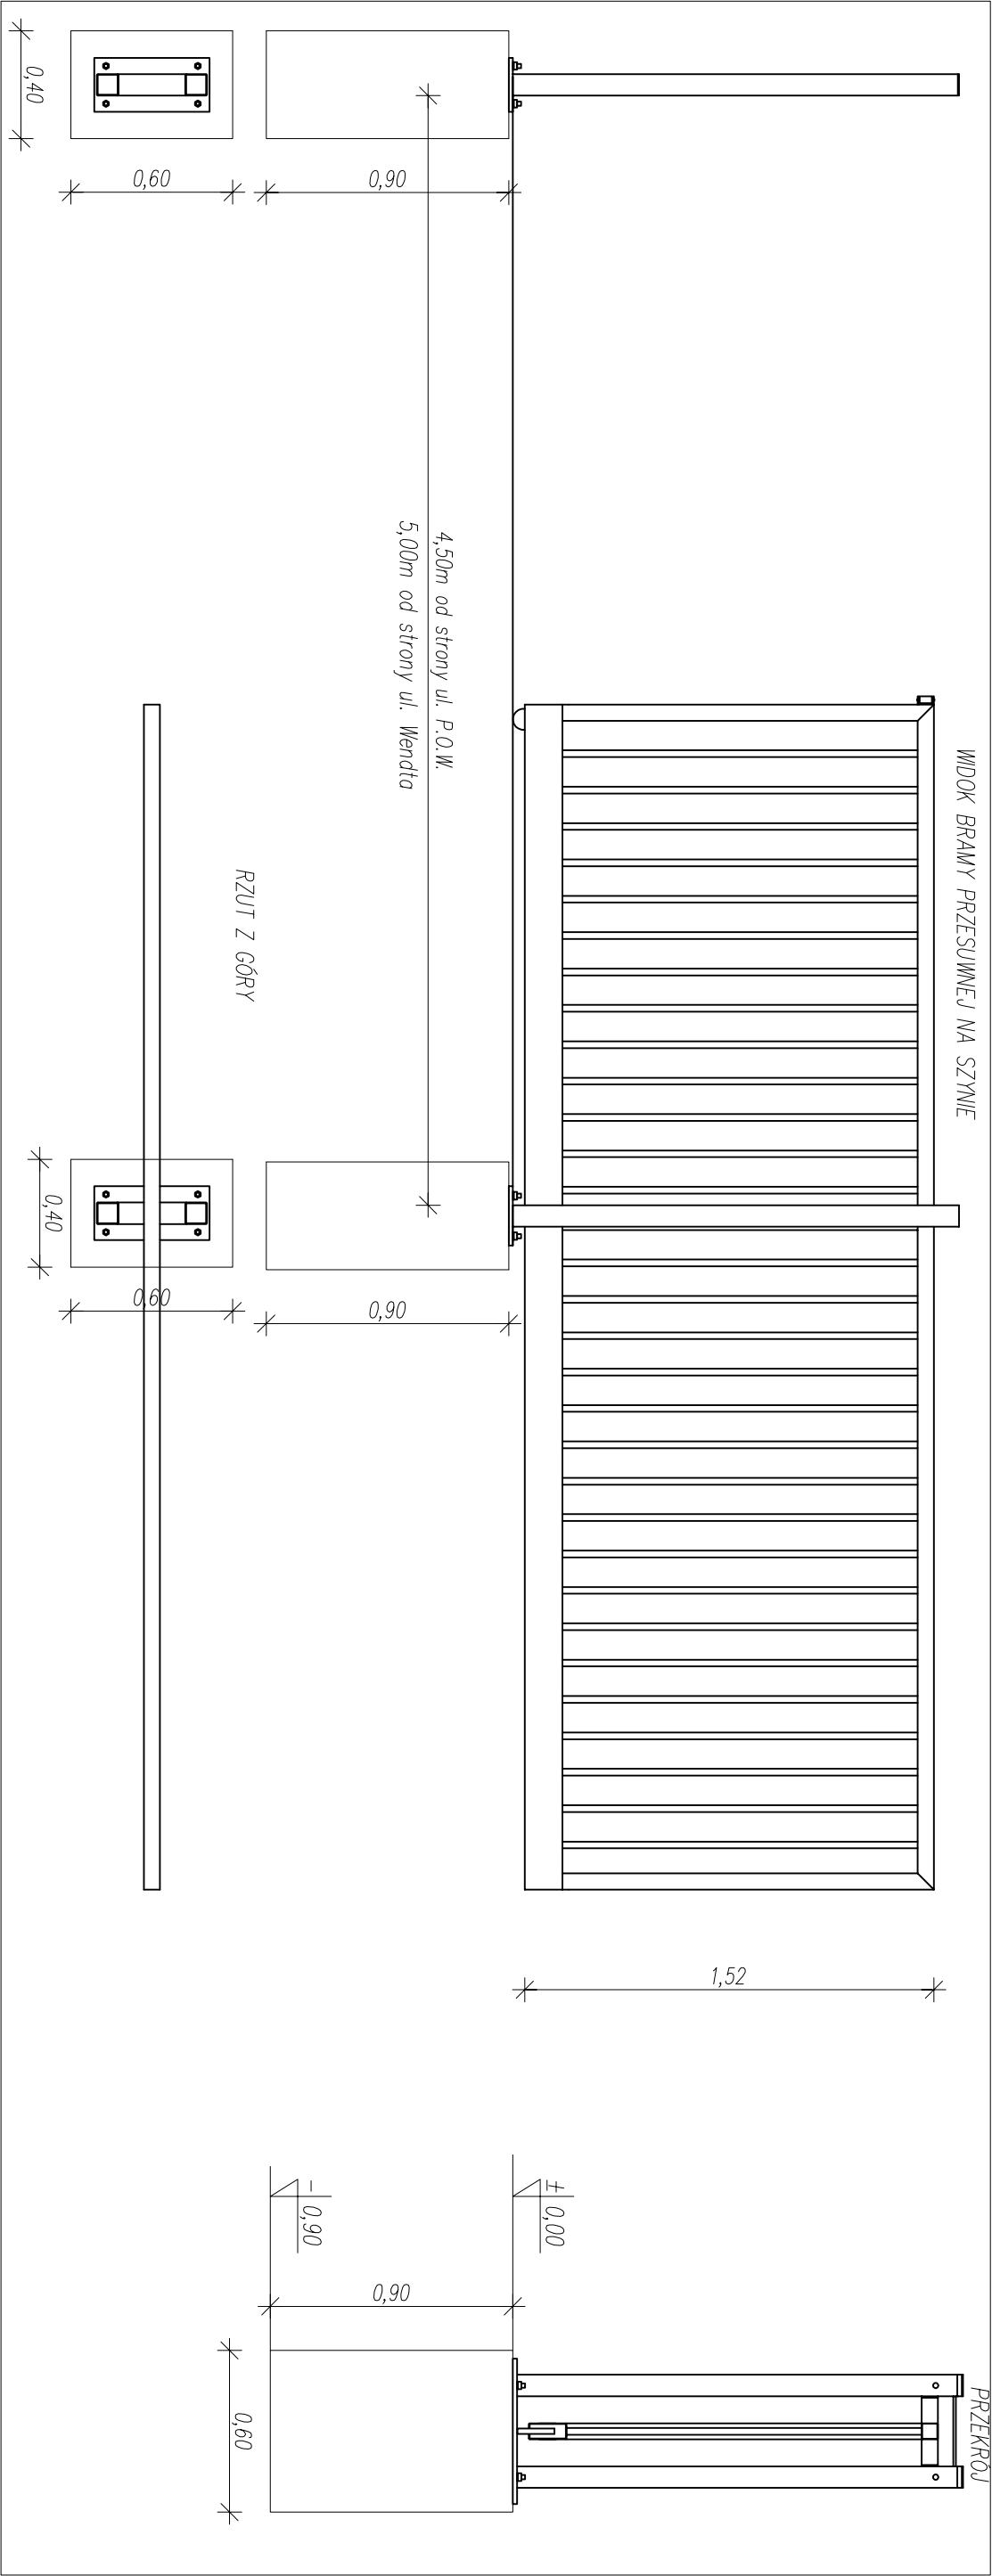 WIDOK BRAMY PRZESUWNEJ NA SZYNIE
PRZEKRÓJ
1,52
± 0,00
4,50m od strony ul. P.O.W.
5,00m od strony ul. Wendta
0,90
0,90
0,90
- 0,90
RZUT Z GÓRY
0,60
0,60
0,60
0,40
0,40